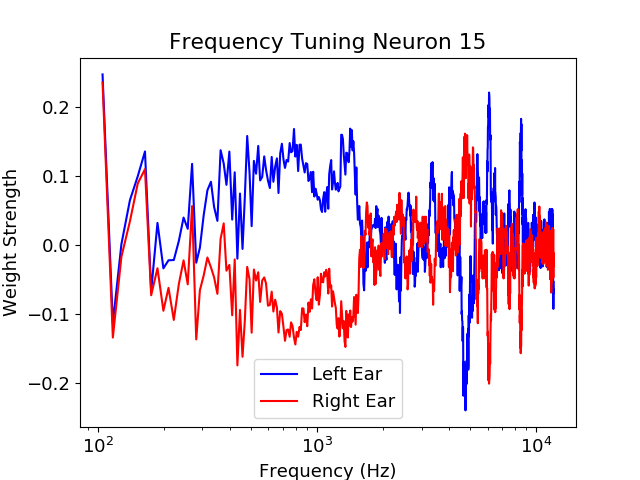 Frequency Tuning Neuron 15
Weight Strength
0.2
0.1
0.0
−0.1
−0.2
Left Ear
Right Ear
10²
10³
10⁴
Frequency (Hz)